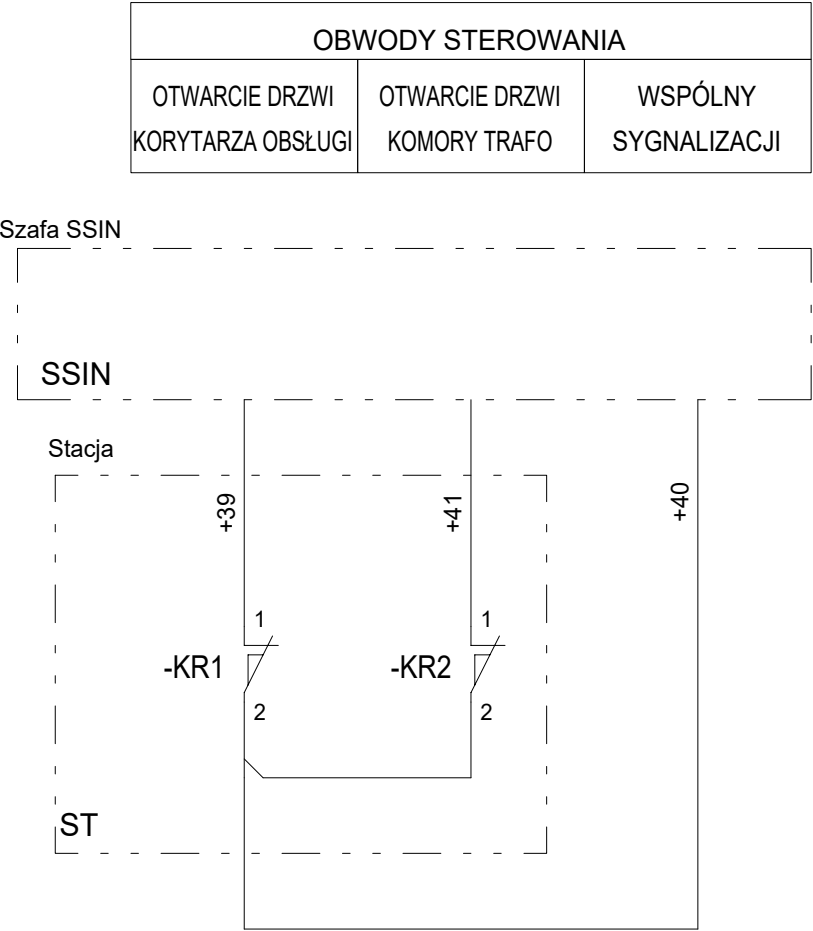 OBWODY STEROWANIA
OTWARCIE DRZWI
KORYTARZA OBSŁUGI
OTWARCIE DRZWI
KOMORY TRAFO
WSPÓLNY
SYGNALIZACJI
Szafa SSIN
SSIN
Stacja
+39
+41
+40
1
1
-KR1
-KR2
2
2
ST